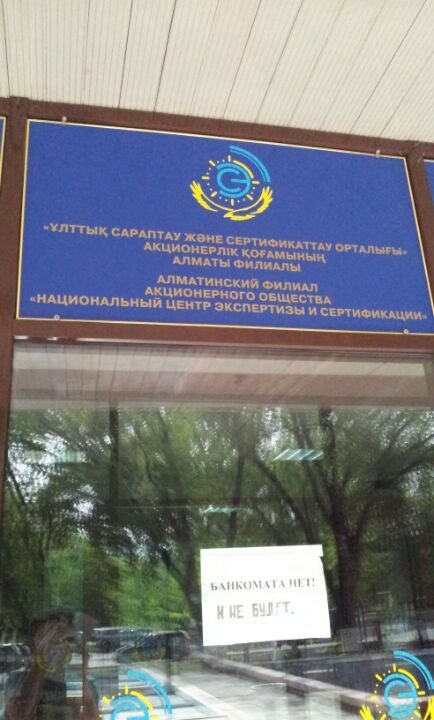 «ҰЛТТЫҚ САРАПТАУ ЖӘНЕ СЕРТИФИКАТТАУ ОРТАЛЫҒЫ»
АКЦИОНЕРЛІК ҚОҒАМЫНЫҢ
АЛМАТЫ ФИЛИАЛЫ
АЛМАТИНСКИЙ ФИЛИАЛ
АКЦИОНЕРНОГО ОБЩЕСТВА
«НАЦИОНАЛЬНЫЙ ЦЕНТР ЭКСПЕРТИЗЫ И СЕРТИФИКАЦИИ»
БАНКОМАТА НЕТ!
И НЕ БУДЕТ.